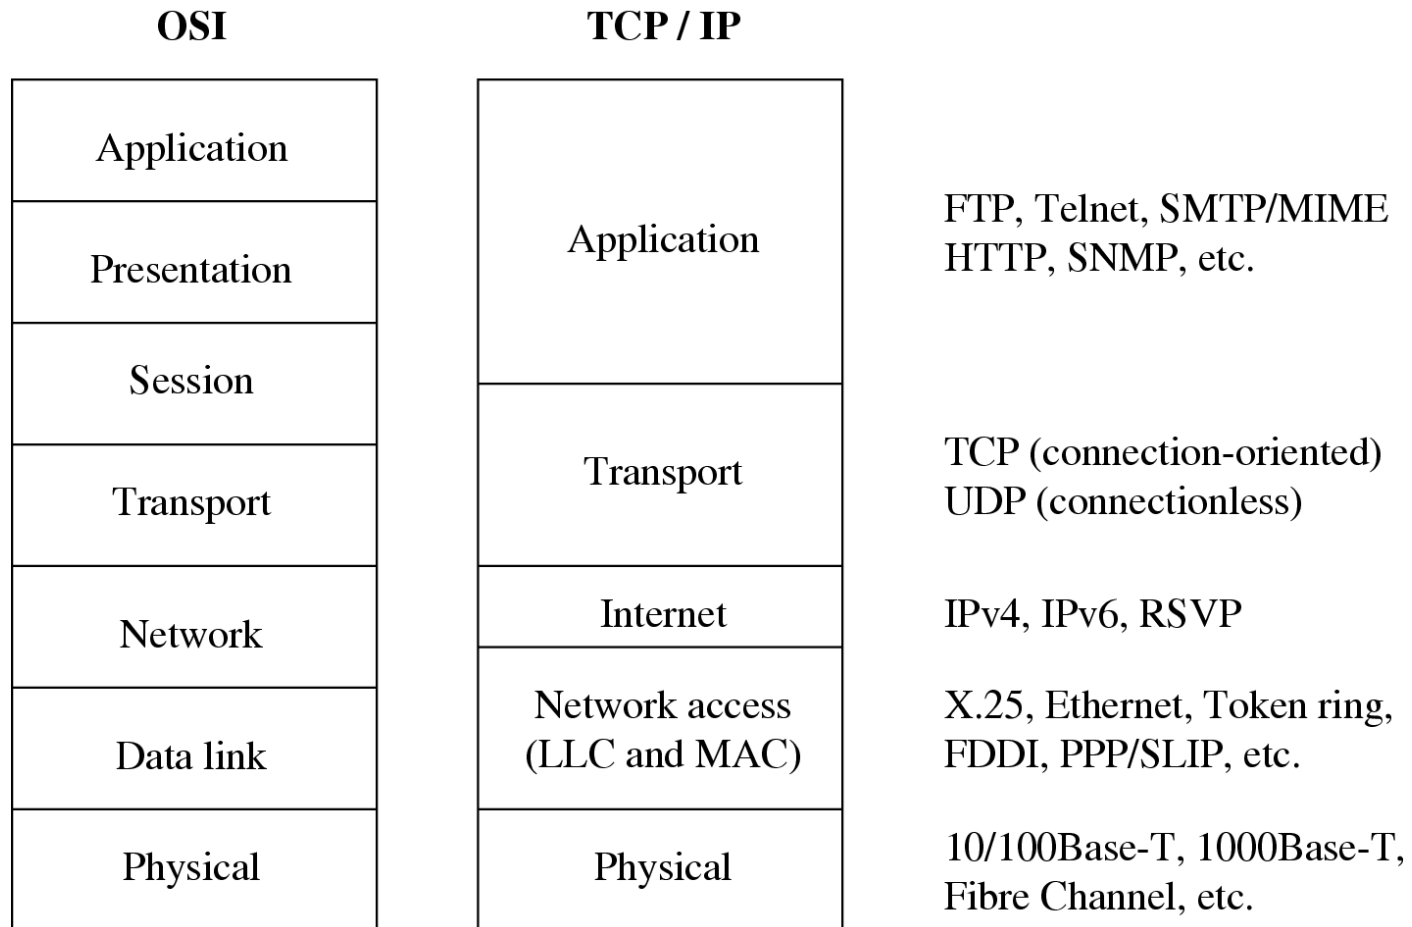 OSI
TCP / IP
Application
Presentation
Session
Transport
Network
Data link
Physical
Application
Transport
Internet
Network access
(LLC and MAC)
Physical
FTP, Telnet, SMTP/MIME
HTTP, SNMP, etc.
TCP (connection-oriented)
UDP (connectionless)
IPv4, IPv6, RSVP
X.25, Ethernet, Token ring,
FDDI, PPP/SLIP, etc.
10/100Base-T, 1000Base-T,
Fibre Channel, etc.